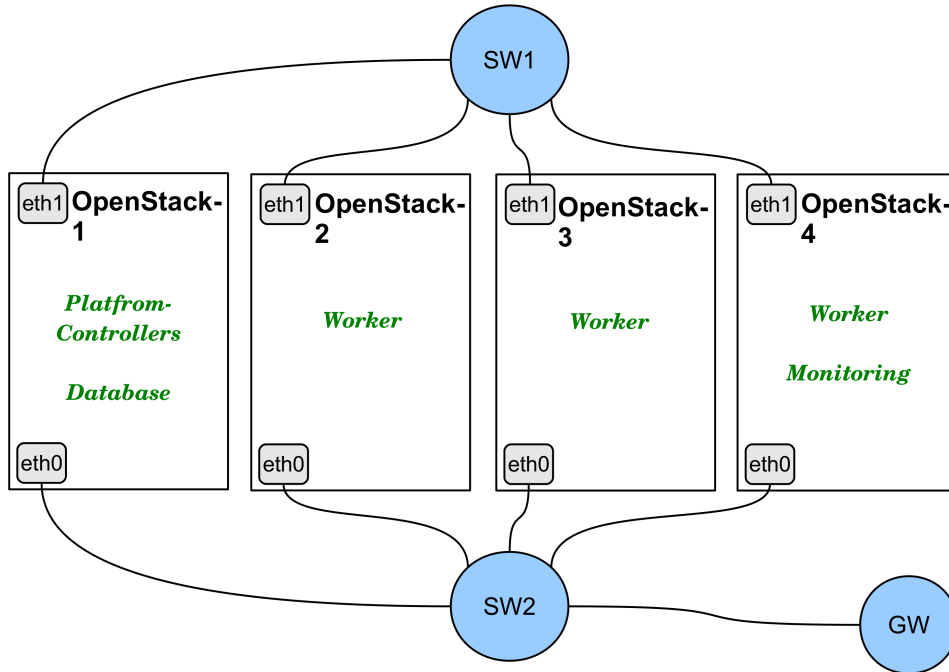 SW1
eth1
OpenStack-
1
Platfrom-
Controllers
Database
eth0
eth1
OpenStack-
2
Worker
eth0
eth1
OpenStack-
3
Worker
eth0
eth1
OpenStack-
4
Worker
Monitoring
eth0
SW2
GW